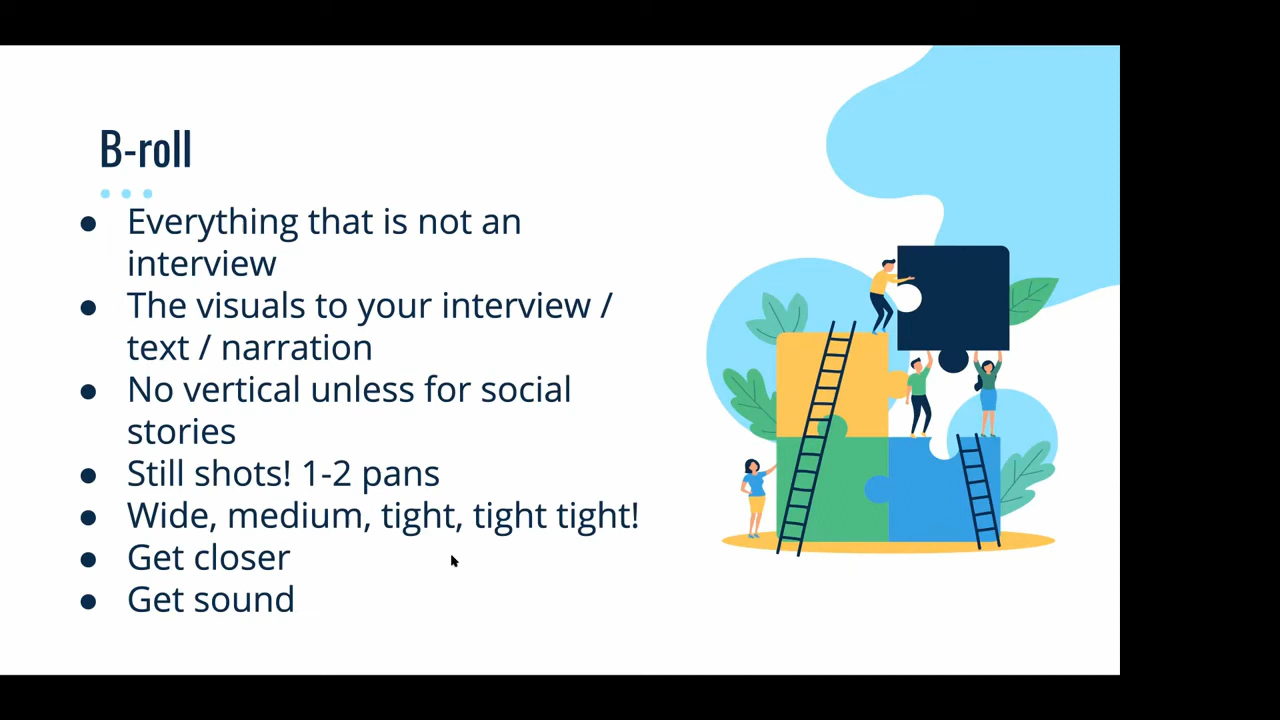 B-roll
● Everything that is not an
interview
● The visuals to your interview /
text / narration
● No vertical unless for social
stories
● Still shots! 1-2 pans
● Wide, medium, tight, tight tight!
● Get closer
● Get sound